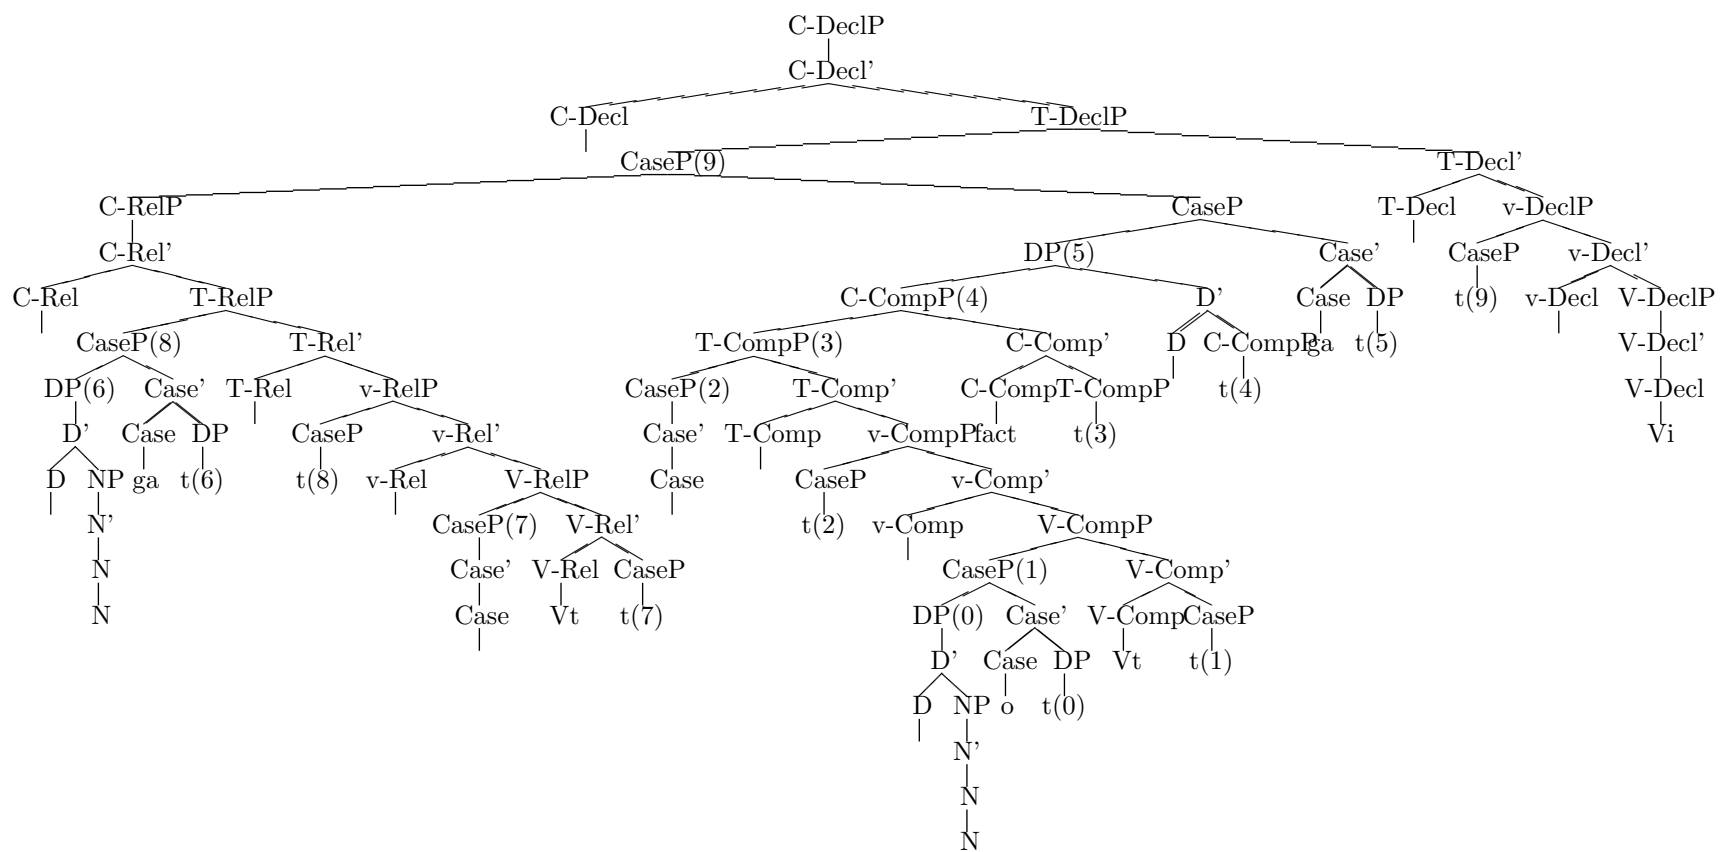 C-DeclP
C-Decl'
C-Decl T-DeclP
CaseP(9) T-Decl'
C-RelP CaseP T-Decl v-DeclP
C-Rel' DP(5) Case' CaseP v-Decl'
C-Rel T-RelP C-CompP(4) D' Case DP t(9) v-Decl V-DeclP
CaseP(8) T-Rel' T-CompP(3) C-Comp' D C-CompP ga t(5) V-Decl'
DP(6) Case' T-Rel v-RelP CaseP(2) T-Comp' C-Comp T-CompP t(4) V-Decl
D' Case DP CaseP v-Rel' Case' T-Comp v-CompP fact t(3) Vi
D NP ga t(6) t(8) v-Rel V-RelP Case CaseP v-Comp'
N' CaseP(7) V-Rel' t(2) v-Comp V-CompP
N Case' V-Rel CaseP CaseP(1) V-Comp'
N Case Vt t(7) DP(0) Case' V-Comp CaseP
D' Case DP Vt t(1)
D NP o t(0)
N'
N
N